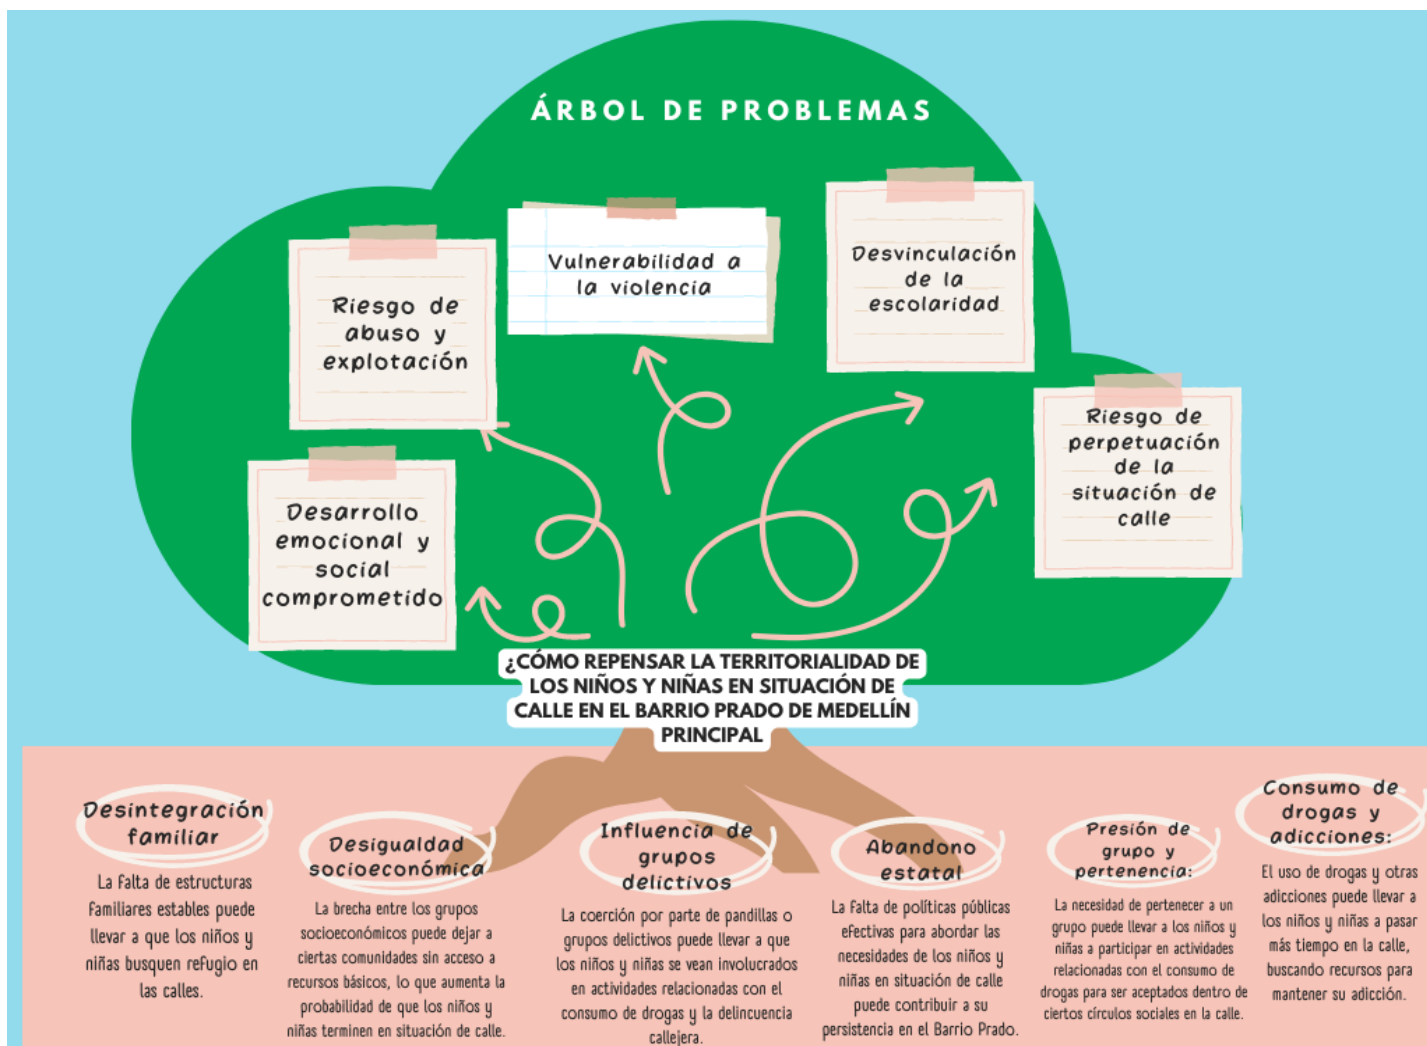 ÁRBOL DE PROBLEMAS
Riesgo de
abuso y
explotación
Vulnerabilidad a
la violencia
Desvinculación
de la
escolaridad
Riesgo de
perpetuación
de la
situación de
calle
Desarrollo
emocional y
social
comprometido
¿CÓMO REPENSAR LA TERRITORIALIDAD DE
LOS NIÑOS Y NIÑAS EN SITUACIÓN DE
CALLE EN EL BARRIO PRADO DE MEDELLÍN
PRINCIPAL
Desintegración
familiar
La falta de estructuras
familiares estables puede
llevar a que los niños y
niñas busquen refugio en
las calles.
Desigualdad
socioeconómica
La brecha entre los grupos
socioeconómicos puede dejar a
ciertas comunidades sin acceso a
recursos básicos, lo que aumenta la
probabilidad de que los niños y
niñas terminen en situación de calle.
Influencia de
grupos
delictivos
La coerción por parte de pandillas o
grupos delictivos puede llevar a que
los niños y niñas se vean involucrados
en actividades relacionadas con el
consumo de drogas y la delincuencia
callejera.
Abandono
estatal
La falta de políticas públicas
efectivas para abordar las
necesidades de los niños y
niñas en situación de calle
puede contribuir a su
persistencia en el Barrio Prado.
Presión de
grupo y
pertenencia:
La necesidad de pertenecer a un
grupo puede llevar a los niños y
niñas a participar en actividades
relacionadas con el consumo de
drogas para ser aceptados dentro de
ciertos círculos sociales en la calle.
Consumo de
drogas y
adicciones:
El uso de drogas y otras
adicciones puede llevar a
los niños y niñas a pasar
más tiempo en la calle,
buscando recursos para
mantener su adicción.